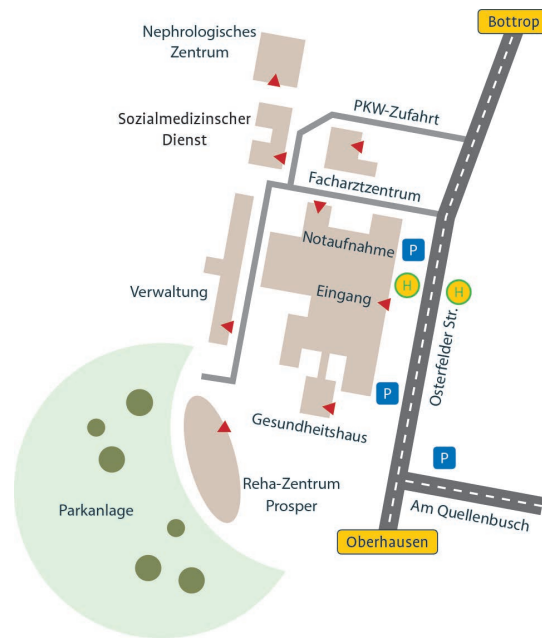 Bottrop
Nephrologisches
Zentrum
PKW-Zufahrt
Sozialmedizinscher
Dienst
Facharztzentrum
Notaufnahme
P
H
H
Eingang
Verwaltung
Osterfelder Str.
P
Gesundheitshaus
P
Reha-Zentrum
Prosper
Parkanlage
Am Quellenbusch
Oberhausen